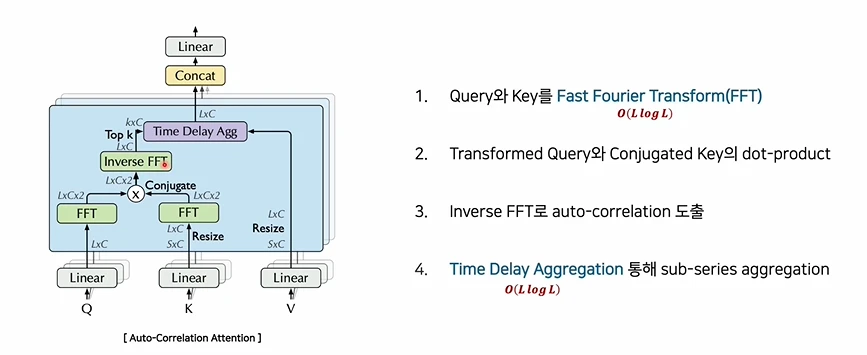 Linear
Concat
LxC
kxC
Time Delay Agg
Top k
LxC
Inverse FFT
LxCx2
Conjugate
LxCx2
X
LxCx2
FFT
FFT
LxC
Resize
SxC
LxC
LxC
Resize
SxC
Linear
Linear
Linear
Q
K
V
[ Auto-Correlation Attention ]
1. Query와 Key를 Fast Fourier Transform(FFT)
O(L log L)
2. Transformed Query와 Conjugated Key의 dot-product
3. Inverse FFT로 auto-correlation 도출
4. Time Delay Aggregation 통해 sub-series aggregation
O(L log L)